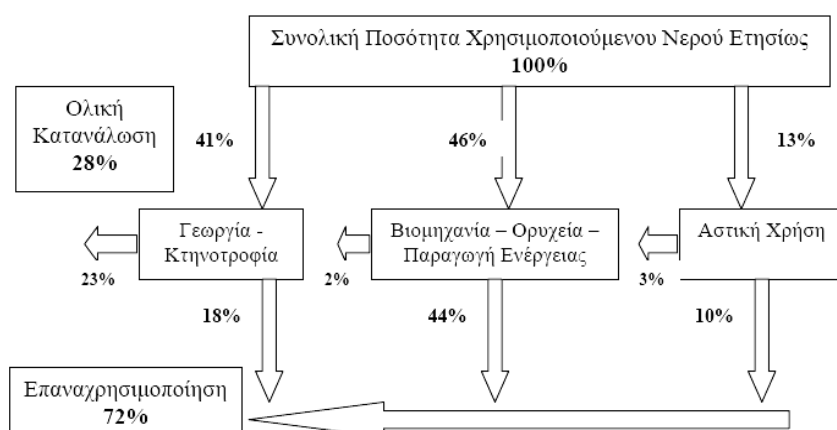 Συνολική Ποσότητα Χρησιμοποιούμενου Νερού Ετησίως
100%
Ολική
Κατανάλωση
28%
41%
46%
13%
Γεωργία -
Κτηνοτροφία
Βιομηχανία – Ορυχεία –
Παραγωγή Ενέργειας
Αστική Χρήση
23%
2%
3%
18%
44%
10%
Επαναχρησιμοποίηση
72%